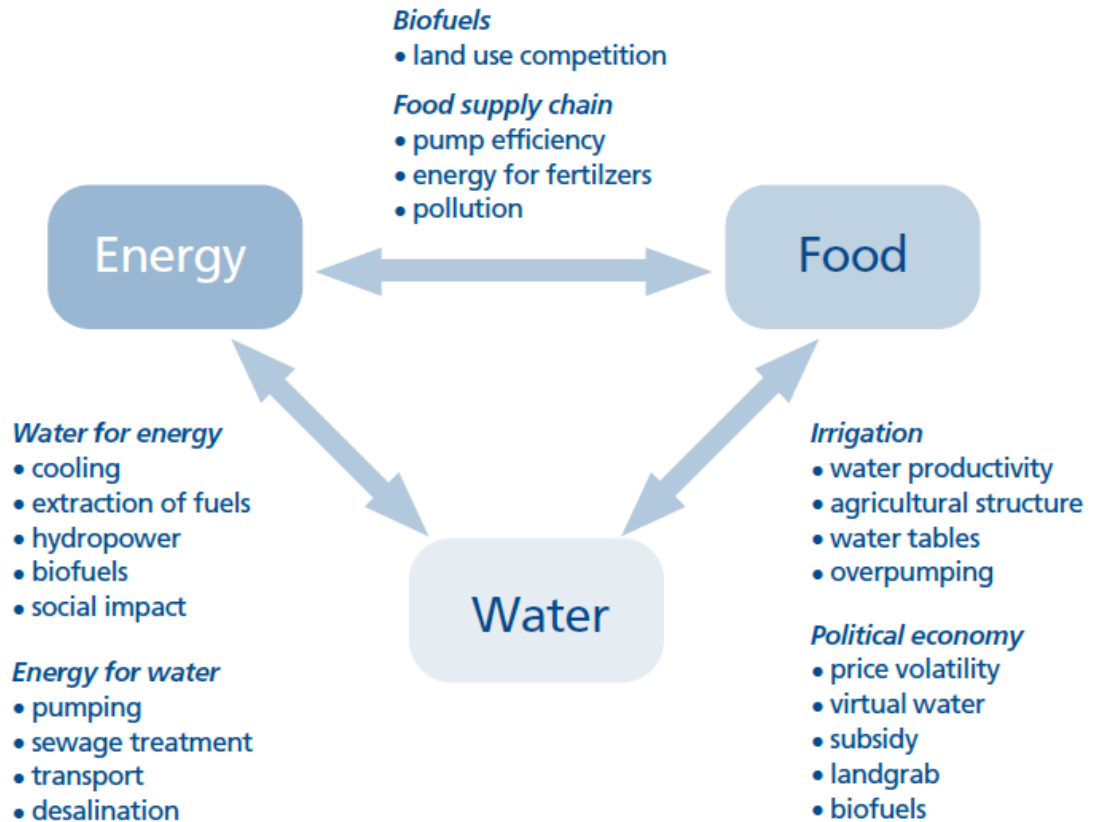 Biofuels
• land use competition
Food supply chain
• pump efficiency
• energy for fertilzers
• pollution
Energy
Food
Water for energy
• cooling
• extraction of fuels
• hydropower
• biofuels
• social impact
Energy for water
• pumping
• sewage treatment
• transport
• desalination
Water
Irrigation
• water productivity
• agricultural structure
• water tables
• overpumping
Political economy
• price volatility
• virtual water
• subsidy
• landgrab
• biofuels